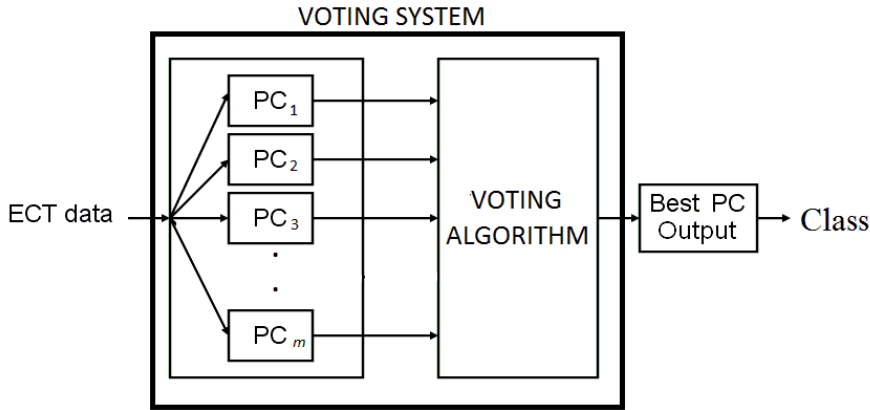 VOTING SYSTEM
PC1
PC2
ECT data
PC3
.
.
PCm
VOTING
ALGORITHM
Best PC
Output
Class